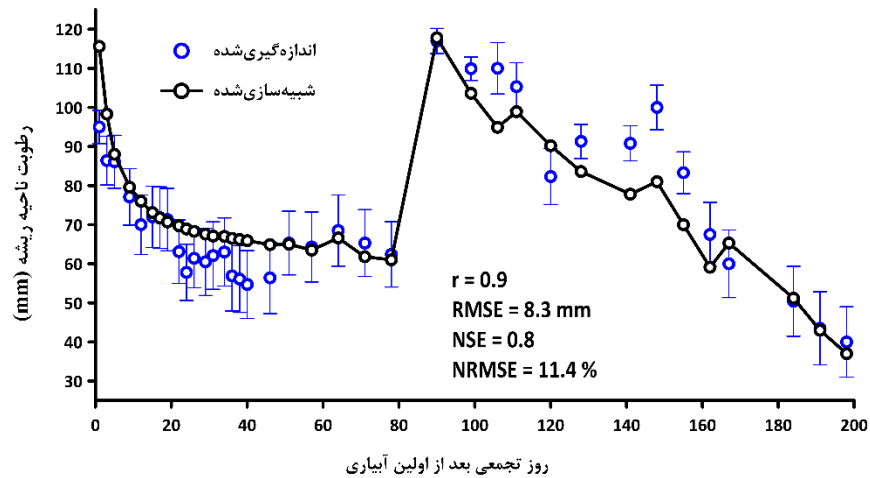 120
110
100
90
80
70
60
50
40
30
رطوبت ناحیه ریشه (mm)
اندازه‌گیری‌شده
شبیه‌سازی‌شده
r = 0.9
RMSE = 8.3 mm
NSE = 0.8
NRMSE = 11.4 %
0 20 40 60 80 100 120 140 160 180 200
روز تجمعی بعد از اولین آبیاری